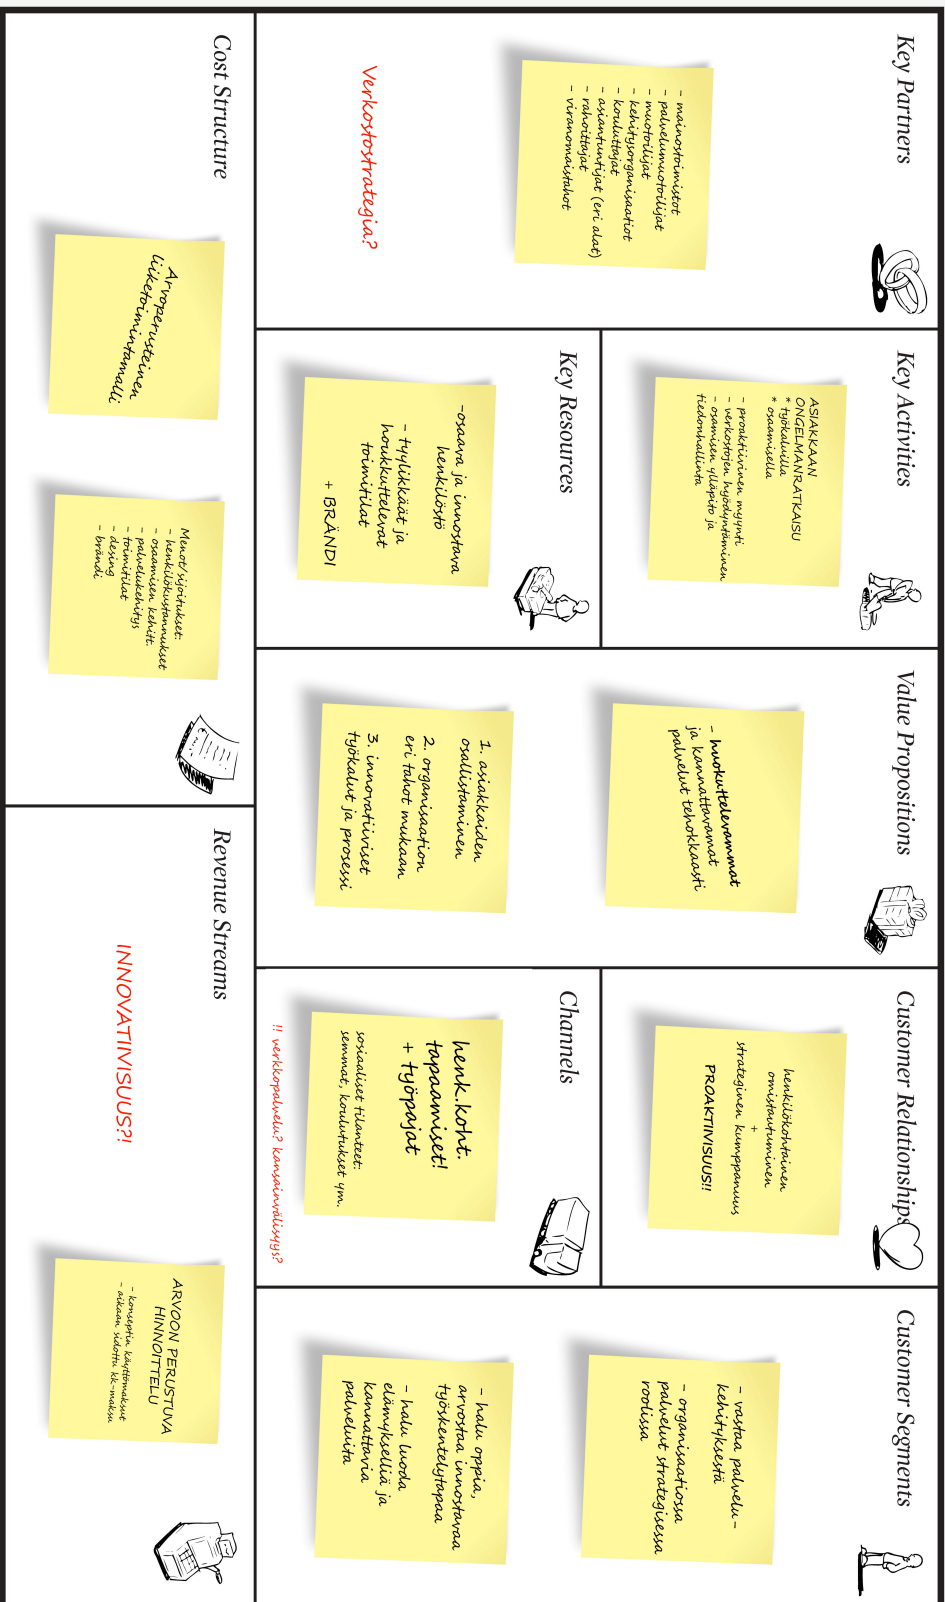 Key Partners
- mainostoimistot
- palvelumuotoilijat
- muotoilijat
- kehitysorganisaatiot
- kouluttajat
- asiantuntijat (eri alat)
- rahoittajat
- viranomaistahot
Verkostostrategia?
Key Activities
ASIAKKAAN
ONGELMANRATKAISU
* työkaluilla
* osaamisella
- proaktiivinen myynti
- verkostojen hyödyntäminen
- osaamisen ylläpito ja
tiedonhallinta
Key Resources
-osaava ja innostava
henkilöstö
- tyylikkäät ja
houkkuttelevat
toimitilat
+ BRÄNDI
Value Propositions
- huokuttelevammat
ja kannattavamat
palvelut tehokkaasti
1. asiakkaiden
osallistaminen
2. organisaation
eri tahot mukaan
3. innovatiiviset
työkalut ja prosessi
Customer Relationships
henkilökohtainen
omistautuminen
+
strateginen kumppanuus
PROAKTIIVISUUS!!
Channels
henk.koht.
tapaamiset!
+ työpajat
sosiaaliset tilanteet:
semmat, koulutukset ym.
!! verkkopalvelu? kansainvälisyys?
Customer Segments
- vastaa palvelu-
kehityksestä
- organisaatiossa
palvelut strategisessa
roolissa
- halu oppia,
arvostaa innostavaa
työskentelytapaa
- halu luoda
elämyksellisiä ja
kannattavia
palveluita
Cost Structure
Arvoperusteinen
liiketoimintamalli
Menot/sijoitukset:
- henkilökustannukset
- osaamisen kehitt.
- palvelukehitys
- toimitilat
- desing
- brändi
Revenue Streams
INNOVATIIVISUUS?!
ARVOON PERUSTUVA
HINNOITTELU
- konseptin käyttömaksut
- aikaan sidottu kk-maksu